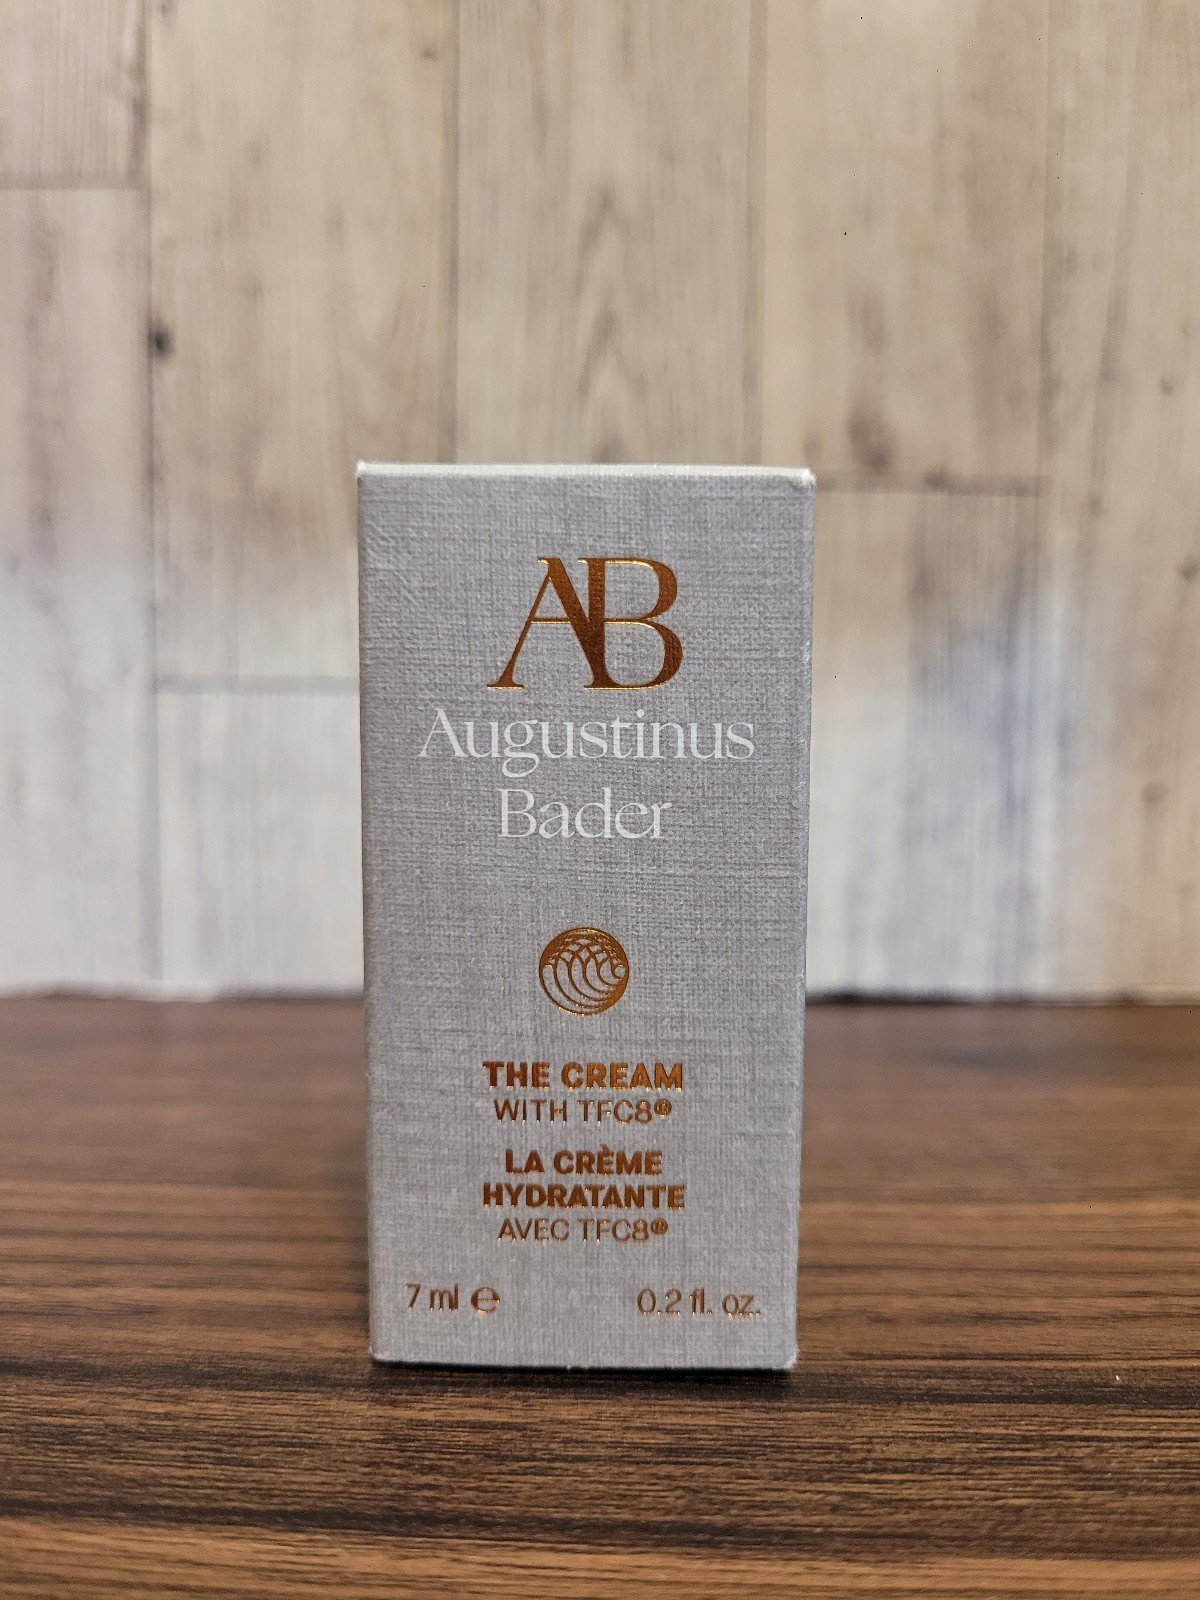 AB
Augustinus
Bader
THE CREAM
WITH TFC8®
LA CRÈME
HYDRATANTE
AVEC TFC8®
7 ml ℮ 0.2 fl. oz.